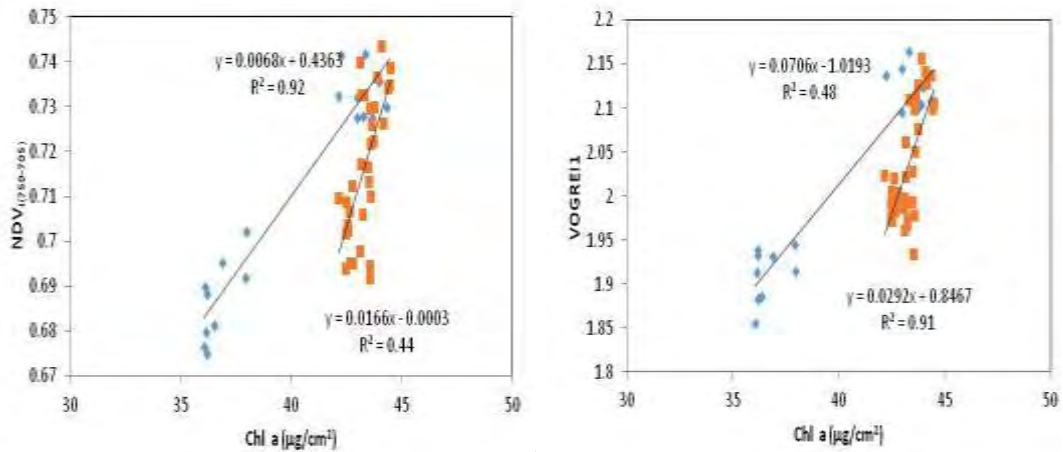 0.75
0.74
0.73
0.72
0.71
0.7
0.69
0.68
0.67
NDVI(750-705)
y = 0.0068x + 0.4363
R² = 0.92
y = 0.0166x - 0.0003
R² = 0.44
30
35
40
45
50
Chl a (µg/cm²)
2.2
2.15
2.1
2.05
2
1.95
1.9
1.85
1.8
VOGREI1
y = 0.0706x - 1.0193
R² = 0.48
y = 0.0292x + 0.8467
R² = 0.91
30
35
40
45
50
Chl a (µg/cm²)